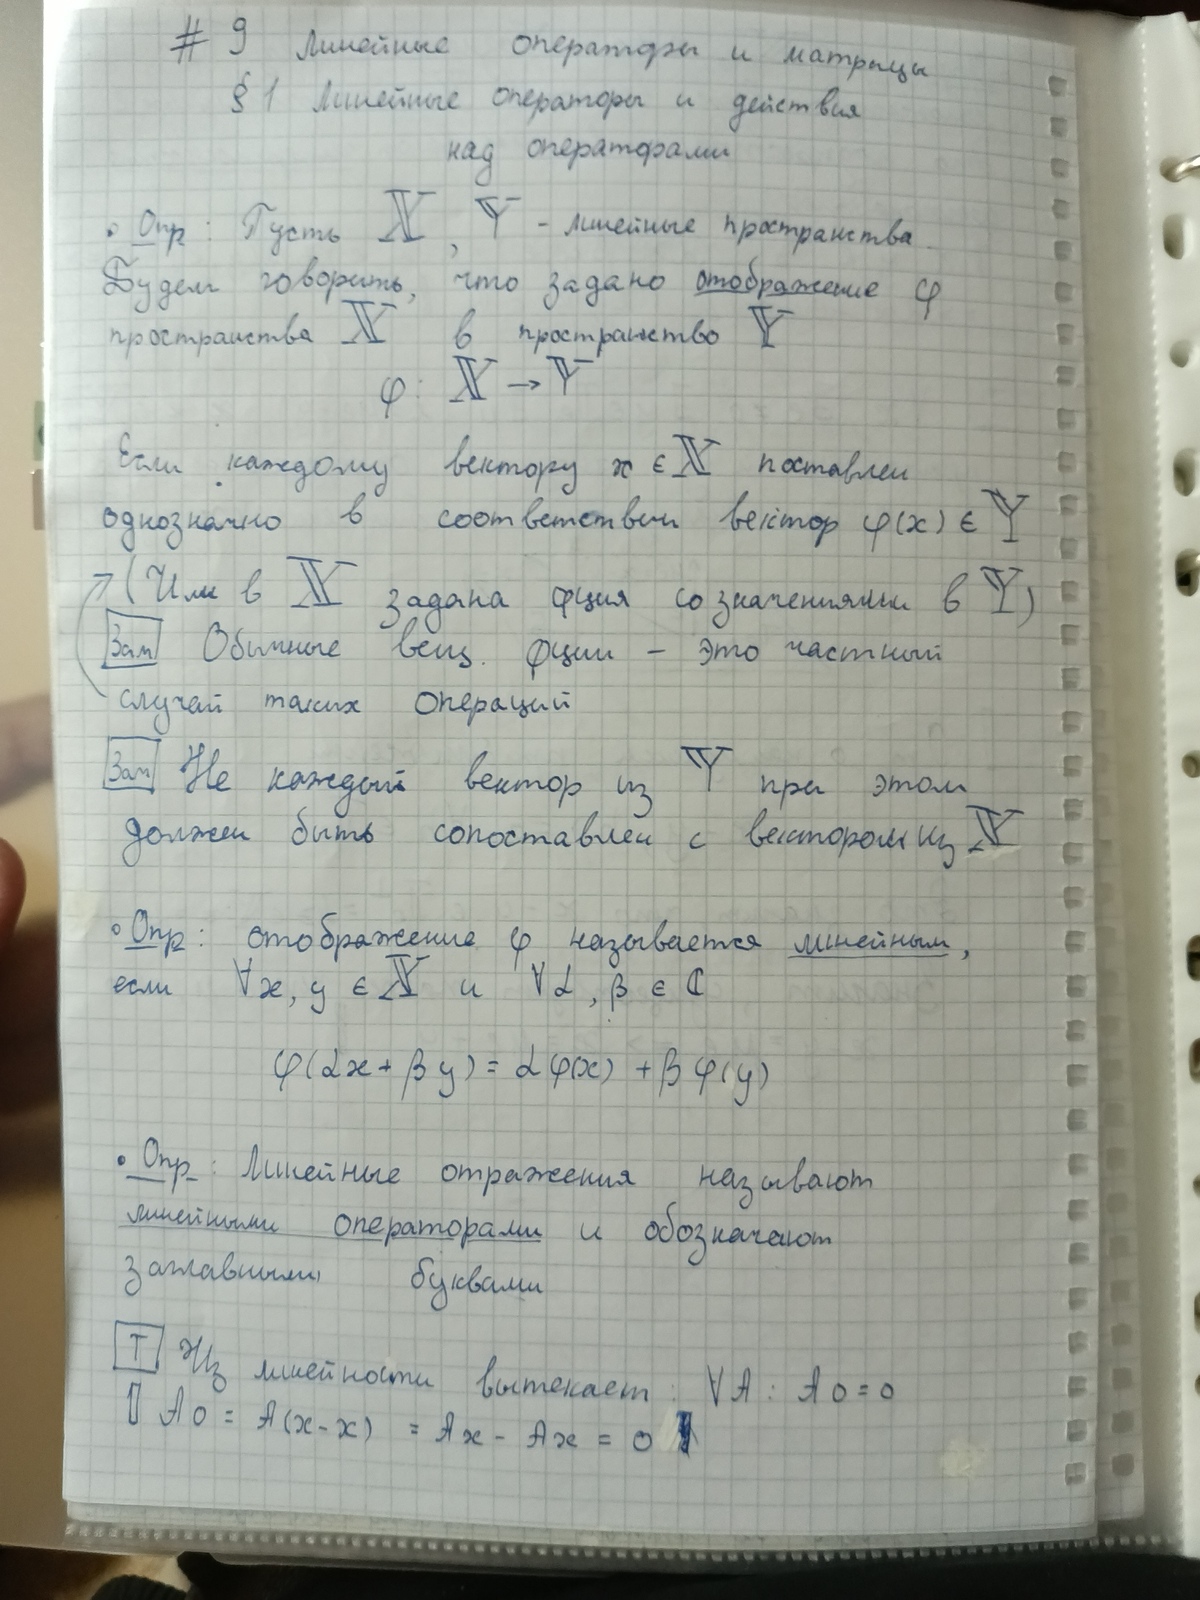 # 9 Линейные операторы и матрицы
§ 1 Линейные операторы и действия
над операторами
• Опр: Пусть 𝕏, 𝕐 - линейные пространства.
Будем говорить, что задано отображение φ
пространства 𝕏 в пространство 𝕐
φ: 𝕏 → 𝕐
Если каждому вектору x ∈ 𝕏 поставлен
однозначно в соответствеи вектор φ(x) ∈ 𝕐
(Или в 𝕏 задана фция со значениями в 𝕐)
Зам Обычные вещ. фции - это частный
случай таких операций
Зам Не каждый вектор из 𝕐 при этом
должен быть сопоставлен с вектором из 𝕏
• Опр: отображение φ называется линейным,
если ∀x, y ∈ 𝕏 и ∀α, β ∈ ℂ
φ(αx + βy) = αφ(x) + βφ(y)
• Опр: Линейные отражения называют
линейными операторами и обозначают
заглавными буквами
T Из линейности вытекает: ∀A: A0 = 0
▯ A0 = A(x-x) = Ax - Ax = 0 ▮